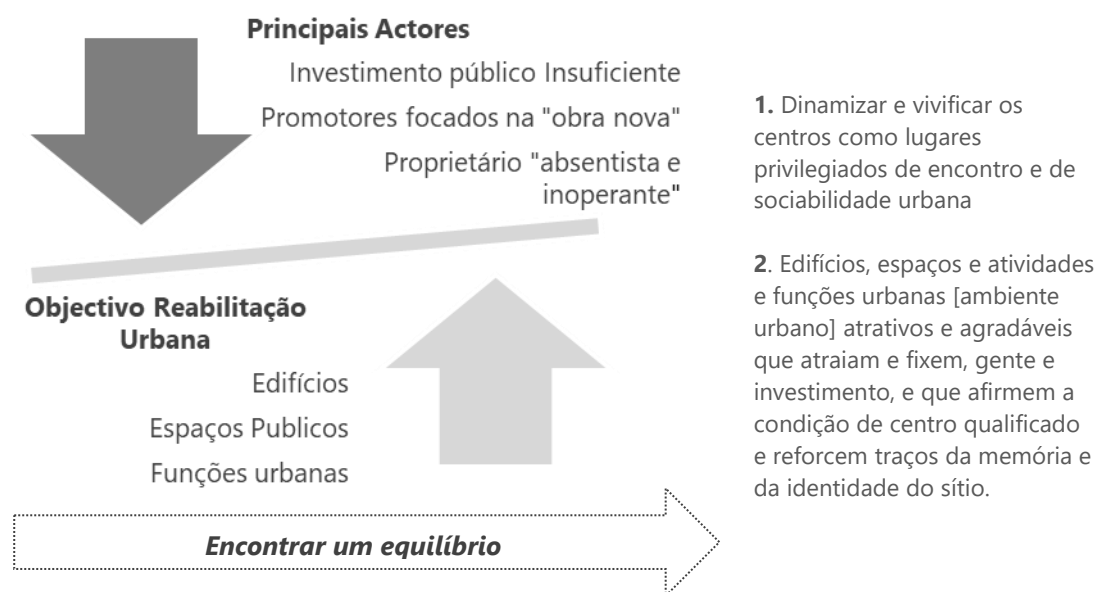 Principais Actores
Investimento público Insuficiente
Promotores focados na "obra nova"
Proprietário "absentista e
inoperante"
Objectivo Reabilitação
Urbana
Edifícios
Espaços Publicos
Funções urbanas
Encontrar um equilíbrio
1. Dinamizar e vivificar os
centros como lugares
privilegiados de encontro e de
sociabilidade urbana
2. Edifícios, espaços e atividades
e funções urbanas [ambiente
urbano] atrativos e agradáveis
que atraiam e fixem, gente e
investimento, e que afirmem a
condição de centro qualificado
e reforcem traços da memória e
da identidade do sítio.